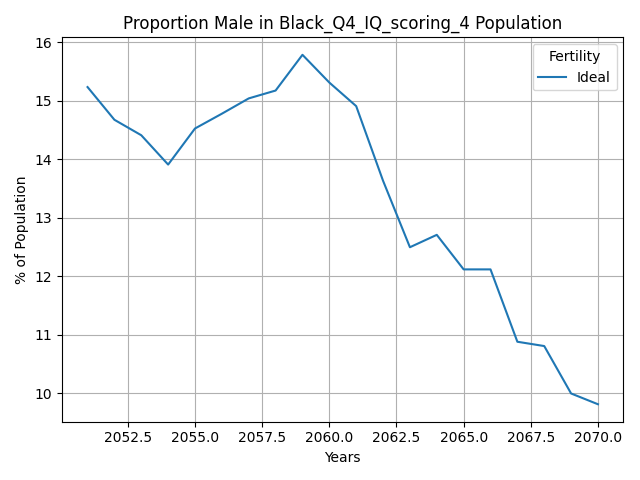 Proportion Male in Black_Q4_IQ_scoring_4 Population
16
15
14
13
12
11
10
% of Population
Fertility
Ideal
2052.5 2055.0 2057.5 2060.0 2062.5 2065.0 2067.5 2070.0
Years